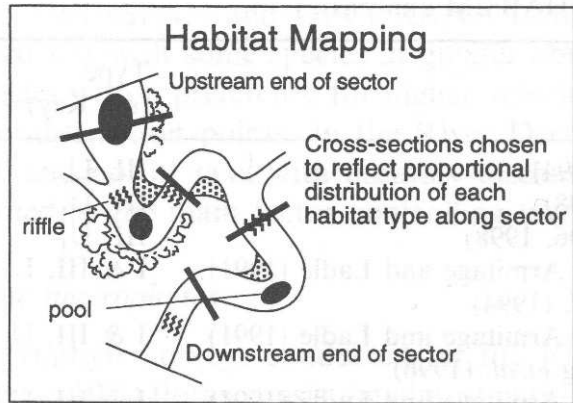 Habitat Mapping
Upstream end of sector
Cross-sections chosen
to reflect proportional
distribution of each
habitat type along sector
riffle
pool
Downstream end of sector